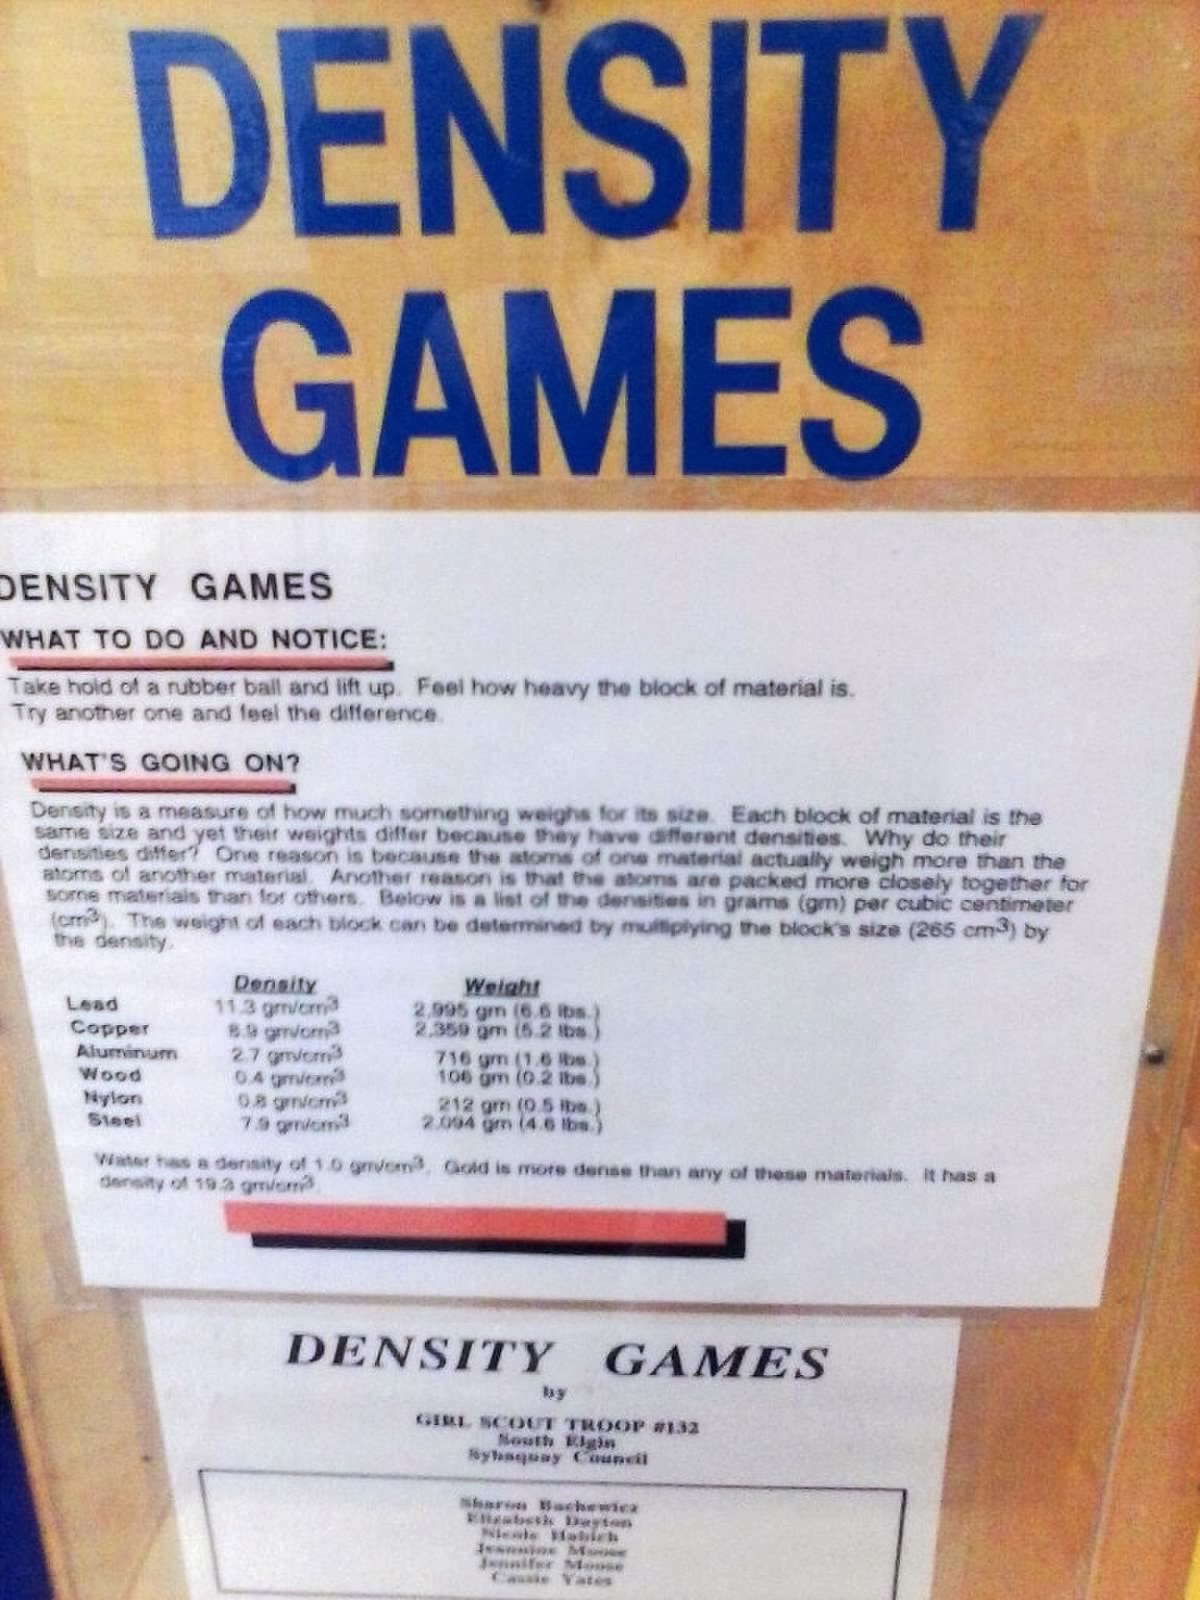 DENSITY
GAMES
DENSITY GAMES
WHAT TO DO AND NOTICE:
Take hold of a rubber ball and lift up. Feel how heavy the block of material is.
Try another one and feel the difference.
WHAT'S GOING ON?
Density is a measure of how much something weighs for its size. Each block of material is the
same size and yet their weights differ because they have different densities. Why do their
densities differ? One reason is because the atoms of one material actually weigh more than the
atoms of another material. Another reason is that the atoms are packed more closely together for
some materials than for others. Below is a list of the densities in grams (gm) per cubic centimeter
(cm³). The weight of each block can be determined by multiplying the block's size (265 cm³) by
the density.
Density Weight
Lead 11.3 gm/cm³ 2,995 gm (6.6 lbs.)
Copper 8.9 gm/cm³ 2,359 gm (5.2 lbs.)
Aluminum 2.7 gm/cm³ 716 gm (1.6 lbs.)
Wood 0.4 gm/cm³ 106 gm (0.2 lbs.)
Nylon 0.8 gm/cm³ 212 gm (0.5 lbs.)
Steel 7.9 gm/cm³ 2,094 gm (4.6 lbs.)
Water has a density of 1.0 gm/cm³. Gold is more dense than any of these materials. It has a
density of 19.3 gm/cm³
DENSITY GAMES
by
GIRL SCOUT TROOP #132
South Elgin
Sybaquay Council
Sharon Bachewicz
Elizabeth Dayton
Nicole Habich
Jeannine Moose
Jennifer Moose
Cassie Yates